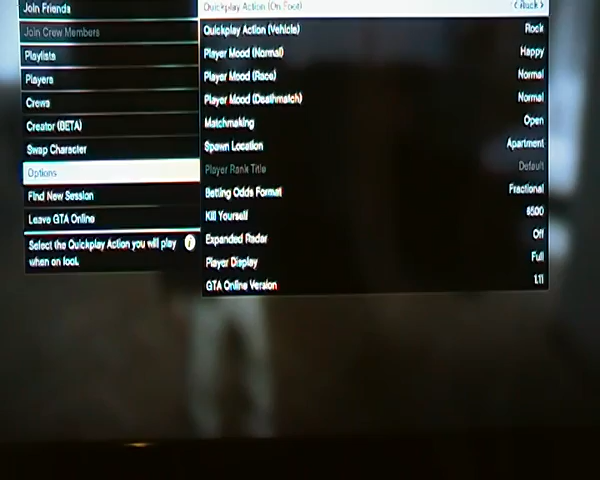 Join Friends
Join Crew Members
Playlists
Players
Crews
Creator (BETA)
Swap Character
Options
Find New Session
Leave GTA Online
Select the Quickplay Action you will play
when on foot.
Quickplay Action (On Foot) < Rock >
Quickplay Action (Vehicle) Rock
Player Mood (Normal) Happy
Player Mood (Race) Normal
Player Mood (Deathmatch) Normal
Matchmaking Open
Spawn Location Apartment
Player Rank Title Default
Betting Odds Format Fractional
Kill Yourself $500
Expanded Radar Off
Player Display Full
GTA Online Version 1.11